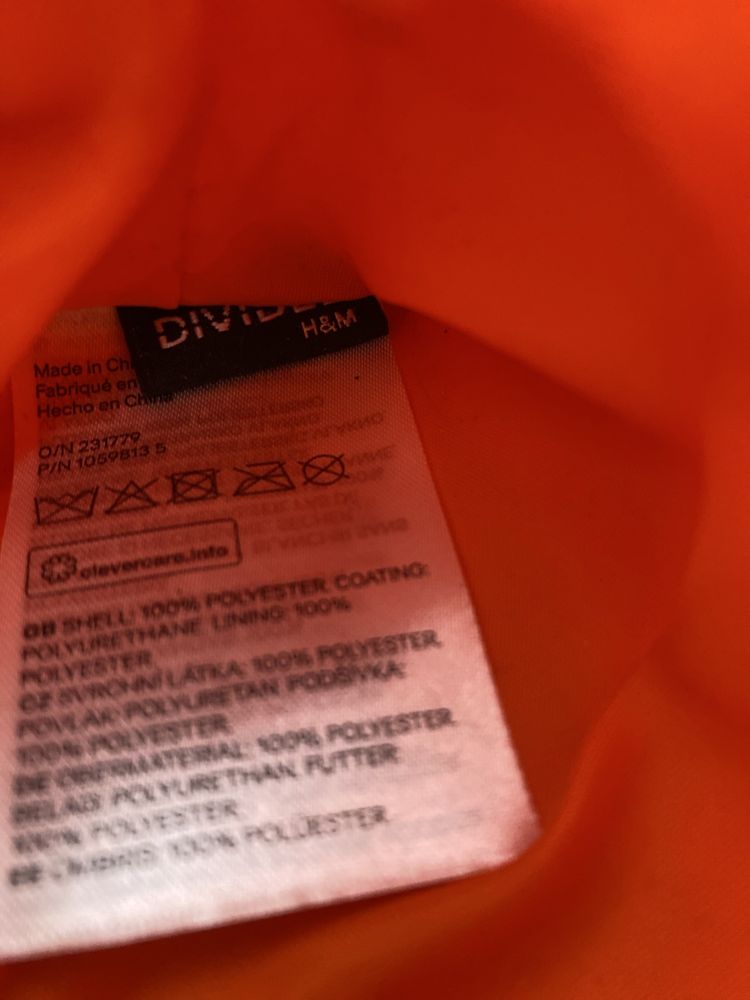 DIVIDE
H&M
Made in Chi
Fabriqué en
Hecho en China
O/N 231779
P/N 1059813 5
clevercare.info
GB SHELL: 100% POLYESTER COATING:
POLYURETHANE LINING: 100%
POLYESTER
CZ SVRCHNÍ LÁTKA: 100% POLYESTER
POVLAK: POLYURETAN PODŠÍVKA:
100% POLYESTER
DE OBERMATERIAL: 100% POLYESTER
BELAG: POLYURETHAN FUTTER
100% POLYESTER
100% POLÜESTER